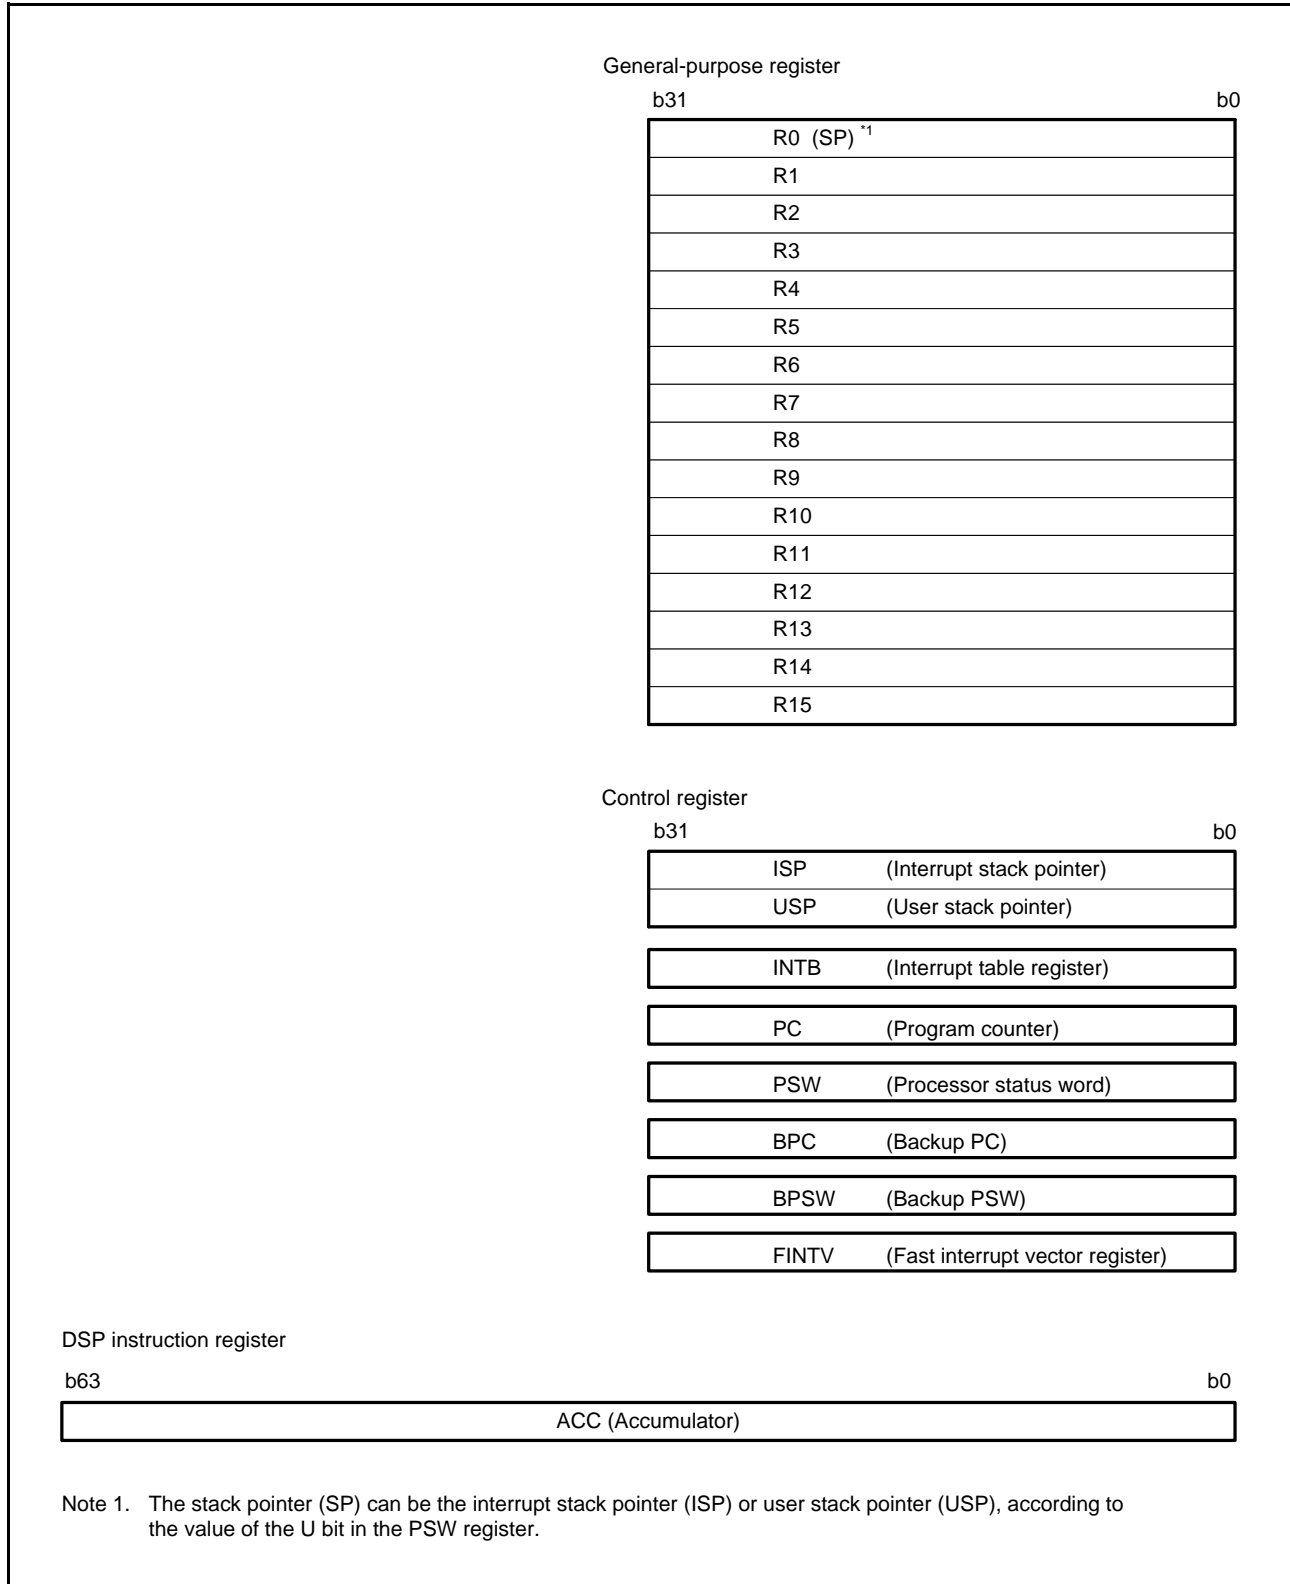 General-purpose register
b31 b0
R0 (SP) *1
R1
R2
R3
R4
R5
R6
R7
R8
R9
R10
R11
R12
R13
R14
R15
Control register
b31 b0
ISP (Interrupt stack pointer)
USP (User stack pointer)
INTB (Interrupt table register)
PC (Program counter)
PSW (Processor status word)
BPC (Backup PC)
BPSW (Backup PSW)
FINTV (Fast interrupt vector register)
DSP instruction register
b63 b0
ACC (Accumulator)
Note 1. The stack pointer (SP) can be the interrupt stack pointer (ISP) or user stack pointer (USP), according to
the value of the U bit in the PSW register.